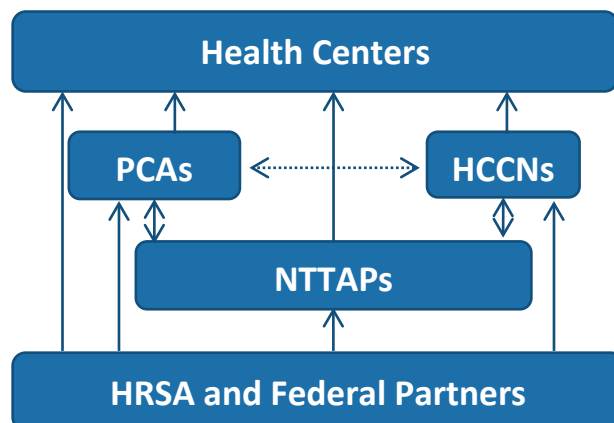 Health Centers
PCAs
HCCNs
NTTAPs
HRSA and Federal Partners